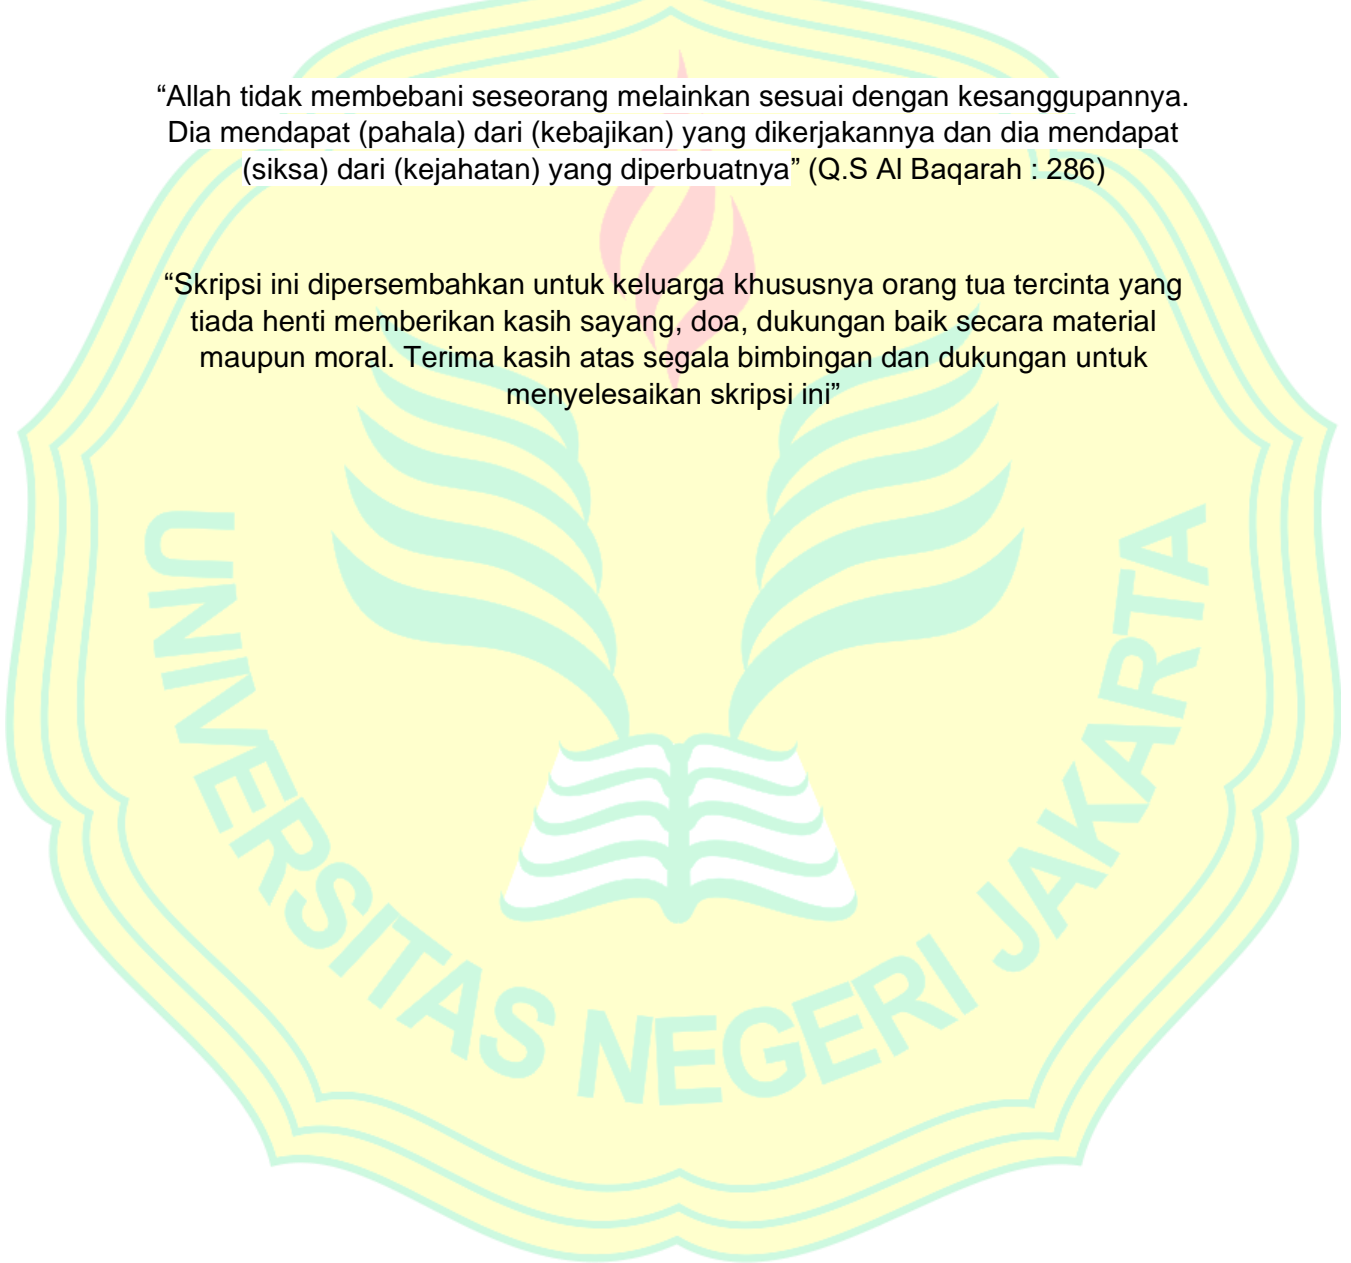 “Allah tidak membebani seseorang melainkan sesuai dengan kesanggupannya.
Dia mendapat (pahala) dari (kebajikan) yang dikerjakannya dan dia mendapat
(siksa) dari (kejahatan) yang diperbuatnya” (Q.S Al Baqarah : 286)
“Skripsi ini dipersembahkan untuk keluarga khususnya orang tua tercinta yang
tiada henti memberikan kasih sayang, doa, dukungan baik secara material
maupun moral. Terima kasih atas segala bimbingan dan dukungan untuk
menyelesaikan skripsi ini”
UNIVERSITAS NEGERI JAKARTA